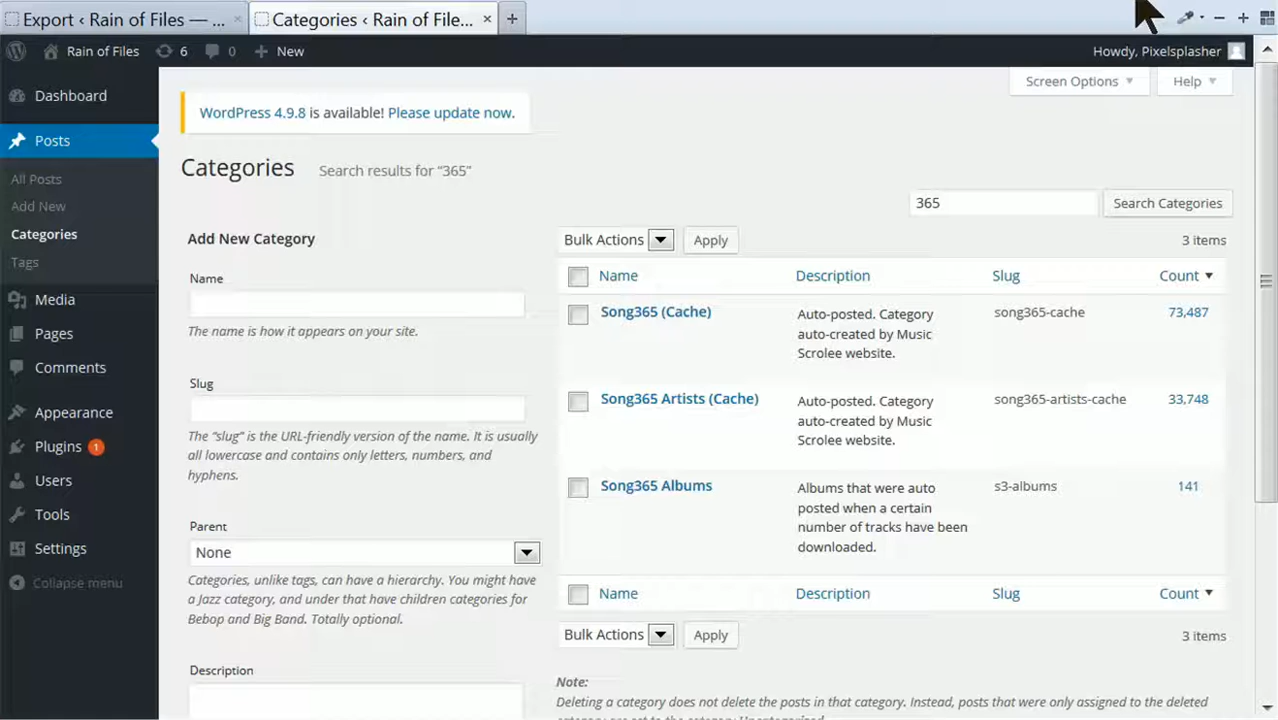 Export ‹ Rain of Files — ...
Categories ‹ Rain of File...
Rain of Files
6
0
New
Howdy, Pixelsplasher
Dashboard
Posts
All Posts
Add New
Categories
Tags
Media
Pages
Comments
Appearance
Plugins 1
Users
Tools
Settings
Collapse menu
Screen Options
Help
WordPress 4.9.8 is available! Please update now.
Categories
Search results for “365”
365
Search Categories
Add New Category
Name
The name is how it appears on your site.
Slug
The “slug” is the URL-friendly version of the name. It is usually
all lowercase and contains only letters, numbers, and
hyphens.
Parent
None
Categories, unlike tags, can have a hierarchy. You might have
a Jazz category, and under that have children categories for
Bebop and Big Band. Totally optional.
Description
Bulk Actions
Apply
3 items
Name Description Slug Count
Song365 (Cache)
Auto-posted. Category
auto-created by Music
Scrolee website.
song365-cache
73,487
Song365 Artists (Cache)
Auto-posted. Category
auto-created by Music
Scrolee website.
song365-artists-cache
33,748
Song365 Albums
Albums that were auto
posted when a certain
number of tracks have been
downloaded.
s3-albums
141
Name Description Slug Count
Bulk Actions
Apply
3 items
Note:
Deleting a category does not delete the posts in that category. Instead, posts that were only assigned to the deleted
category are set to the category Uncategorized